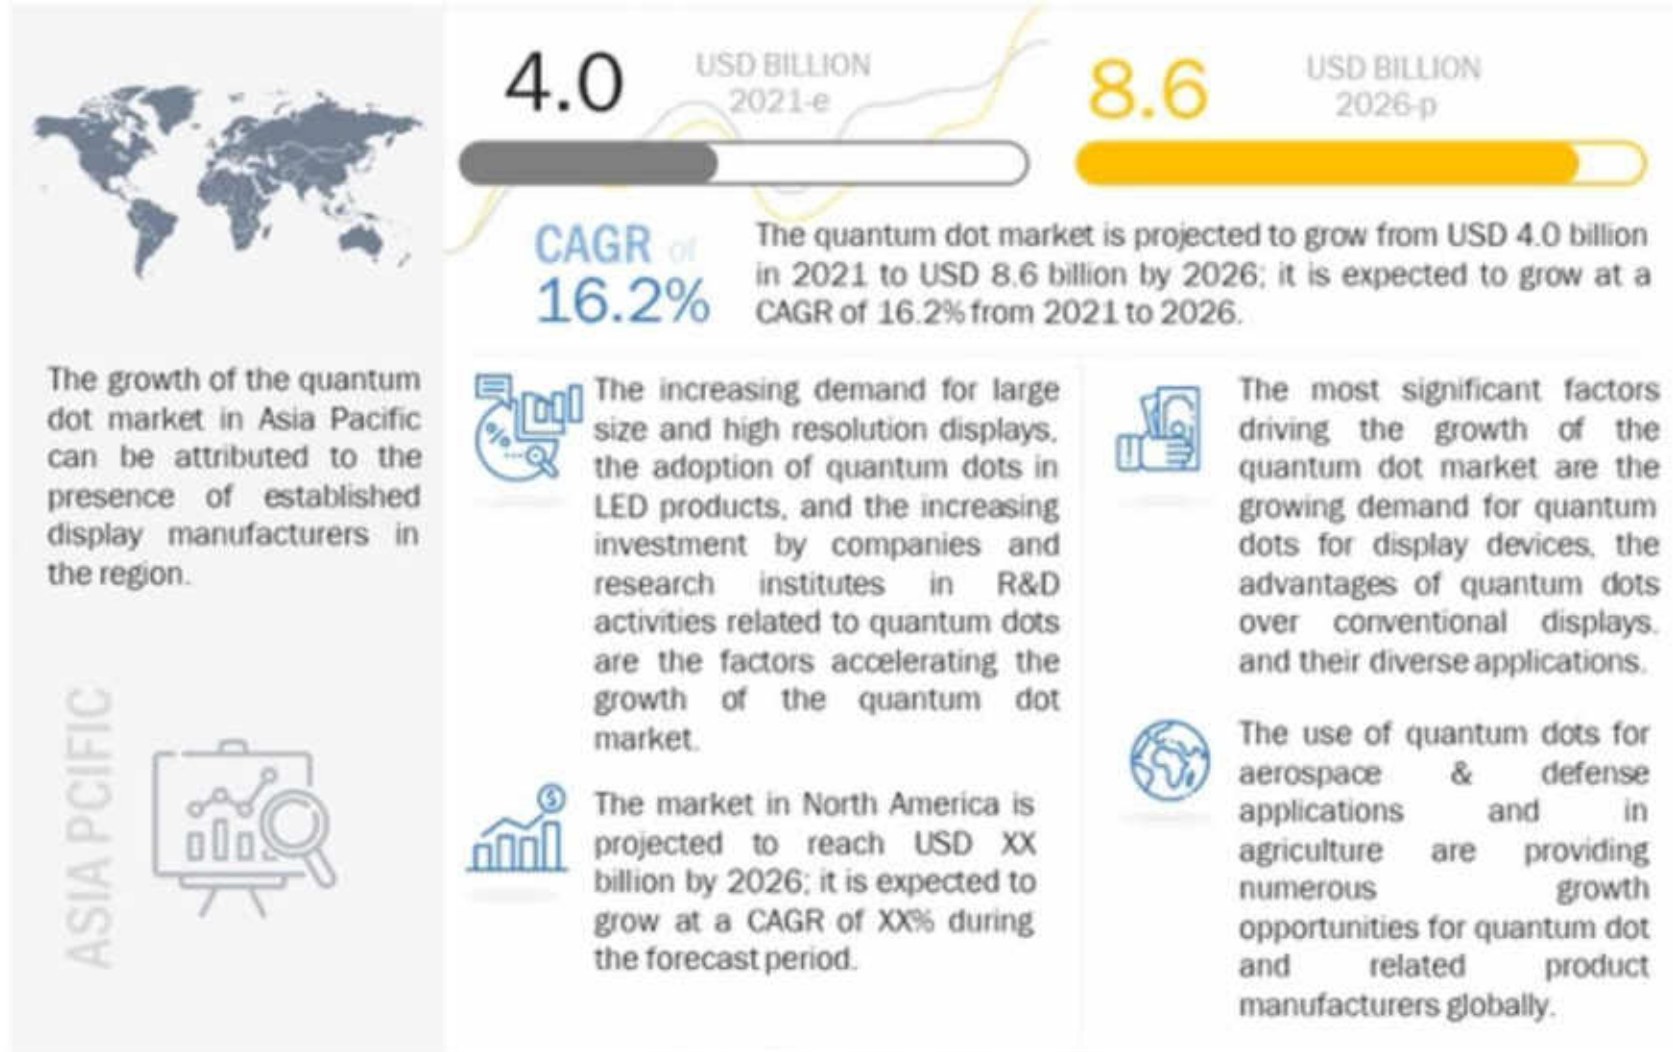 4.0
USD BILLION
2021-e
8.6
USD BILLION
2026-p
CAGR of
16.2%
The quantum dot market is projected to grow from USD 4.0 billion
in 2021 to USD 8.6 billion by 2026; it is expected to grow at a
CAGR of 16.2% from 2021 to 2026.
The growth of the quantum
dot market in Asia Pacific
can be attributed to the
presence of established
display manufacturers in
the region.
ASIA PCIFIC
The increasing demand for large
size and high resolution displays,
the adoption of quantum dots in
LED products, and the increasing
investment by companies and
research institutes in R&D
activities related to quantum dots
are the factors accelerating the
growth of the quantum dot
market.
The market in North America is
projected to reach USD XX
billion by 2026; it is expected to
grow at a CAGR of XX% during
the forecast period.
The most significant factors
driving the growth of the
quantum dot market are the
growing demand for quantum
dots for display devices, the
advantages of quantum dots
over conventional displays,
and their diverse applications.
The use of quantum dots for
aerospace & defense
applications and in
agriculture are providing
numerous growth
opportunities for quantum dot
and related product
manufacturers globally.